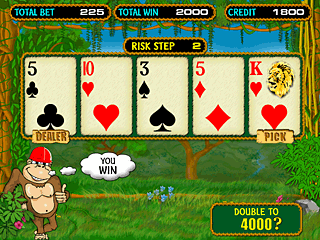 TOTAL BET 225 TOTAL WIN 2000 CREDIT 1800
RISK STEP 2
5 10 3 5 K
DEALER PICK
YOU
WIN
DOUBLE TO
4000?